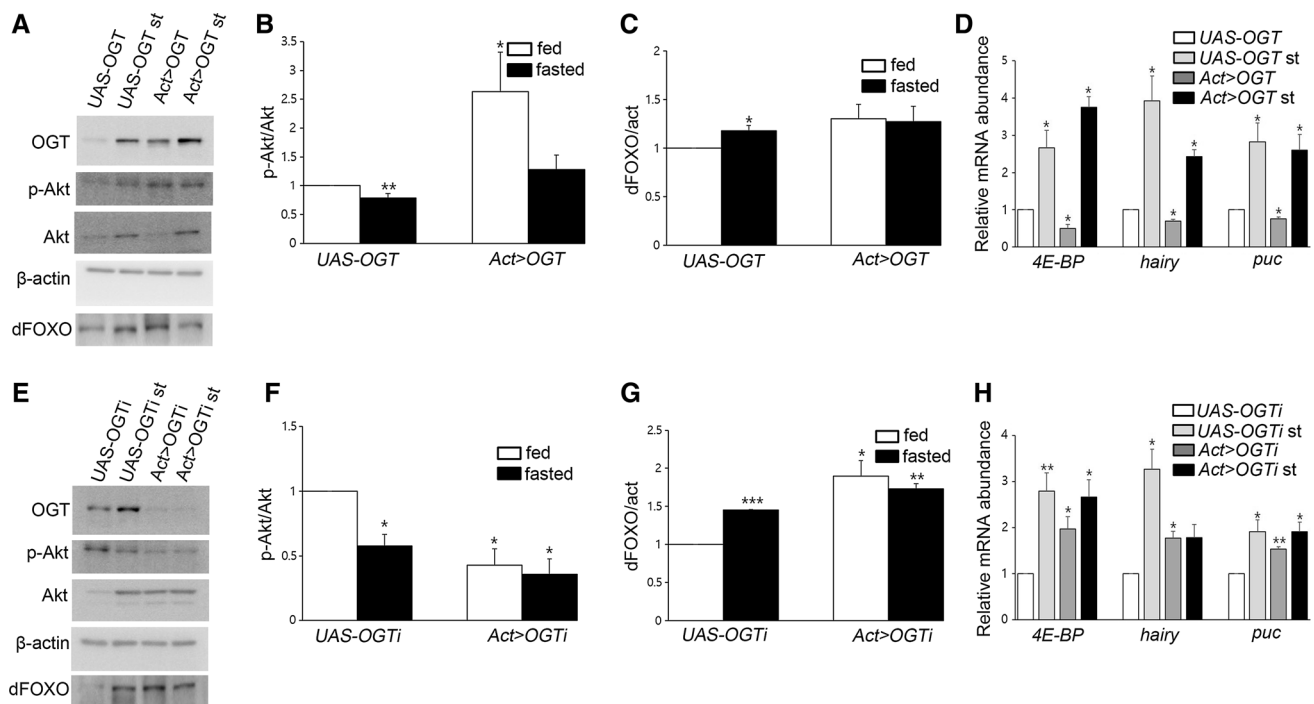 A
UAS-OGT
UAS-OGT st
Act>OGT
Act>OGT st
OGT
p-Akt
Akt
β-actin
dFOXO
B
p-Akt/Akt
3.5
3
2.5
2
1.5
1
0.5
0
*
**
fed
fasted
UAS-OGT
Act>OGT
C
dFOXO/act
2
1.5
1
0.5
0
*
fed
fasted
UAS-OGT
Act>OGT
D
Relative mRNA abundance
5
4
3
2
1
0
UAS-OGT
UAS-OGT st
Act>OGT
Act>OGT st
* * *
* * *
* * *
4E-BP
hairy
puc
E
UAS-OGTi
UAS-OGTi st
Act>OGTi
Act>OGTi st
OGT
p-Akt
Akt
β-actin
dFOXO
F
p-Akt/Akt
1.5
1
0.5
0
*
*
*
fed
fasted
UAS-OGTi
Act>OGTi
G
dFOXO/act
2.5
2
1.5
1
0.5
0
***
*
**
fed
fasted
UAS-OGTi
Act>OGTi
H
Relative mRNA abundance
4
3
2
1
0
UAS-OGTi
UAS-OGTi st
Act>OGTi
Act>OGTi st
** * *
* *
* ** *
4E-BP
hairy
puc